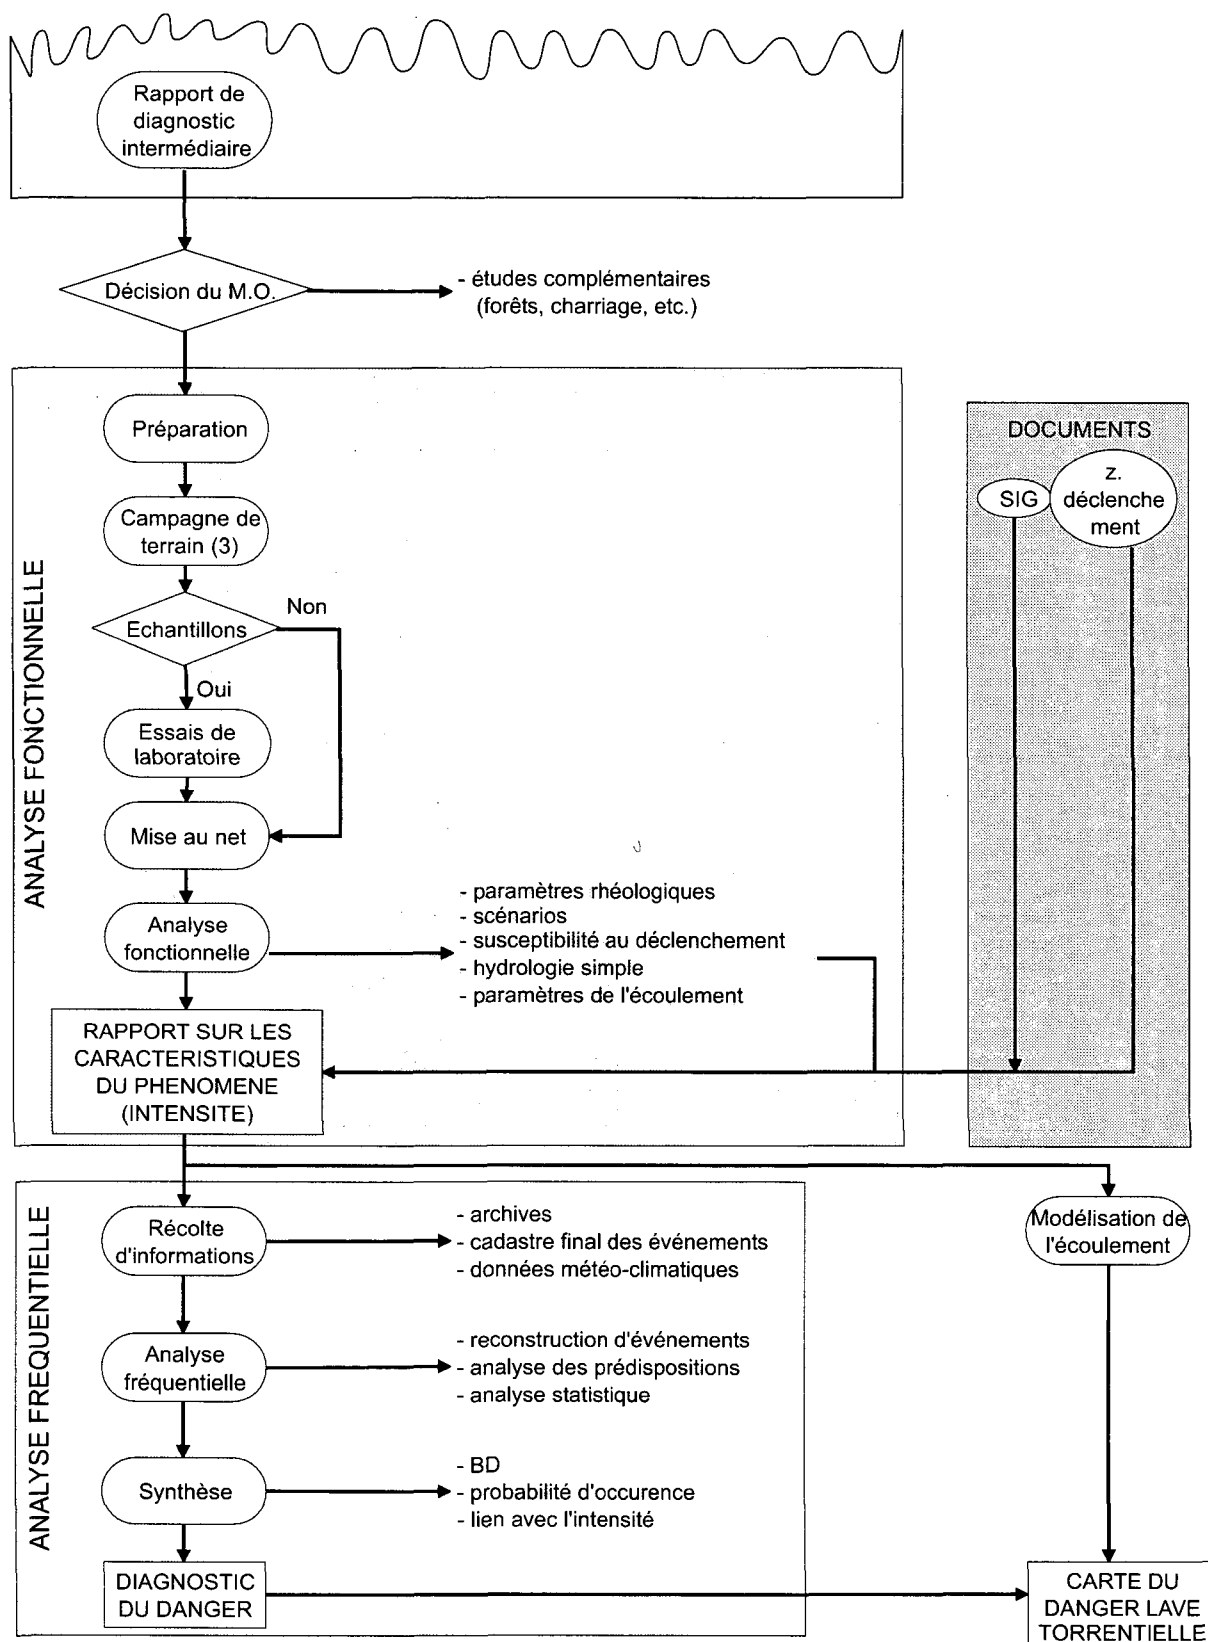 Rapport de
diagnostic
intermédiaire
Décision du M.O.
- études complémentaires
(forêts, charriage, etc.)
ANALYSE FONCTIONNELLE
Préparation
Campagne de
terrain (3)
Echantillons
Non
Oui
Essais de
laboratoire
Mise au net
Analyse
fonctionnelle
- paramètres rhéologiques
- scénarios
- susceptibilité au déclenchement
- hydrologie simple
- paramètres de l'écoulement
RAPPORT SUR LES
CARACTERISTIQUES
DU PHENOMENE
(INTENSITE)
DOCUMENTS
SIG
z.
déclenche
ment
ANALYSE FREQUENTIELLE
Récolte
d'informations
- archives
- cadastre final des événements
- données météo-climatiques
Modélisation de
l'écoulement
Analyse
fréquentielle
- reconstruction d'événements
- analyse des prédispositions
- analyse statistique
Synthèse
- BD
- probabilité d'occurence
- lien avec l'intensité
DIAGNOSTIC
DU DANGER
CARTE DU
DANGER LAVE
TORRENTIELLE